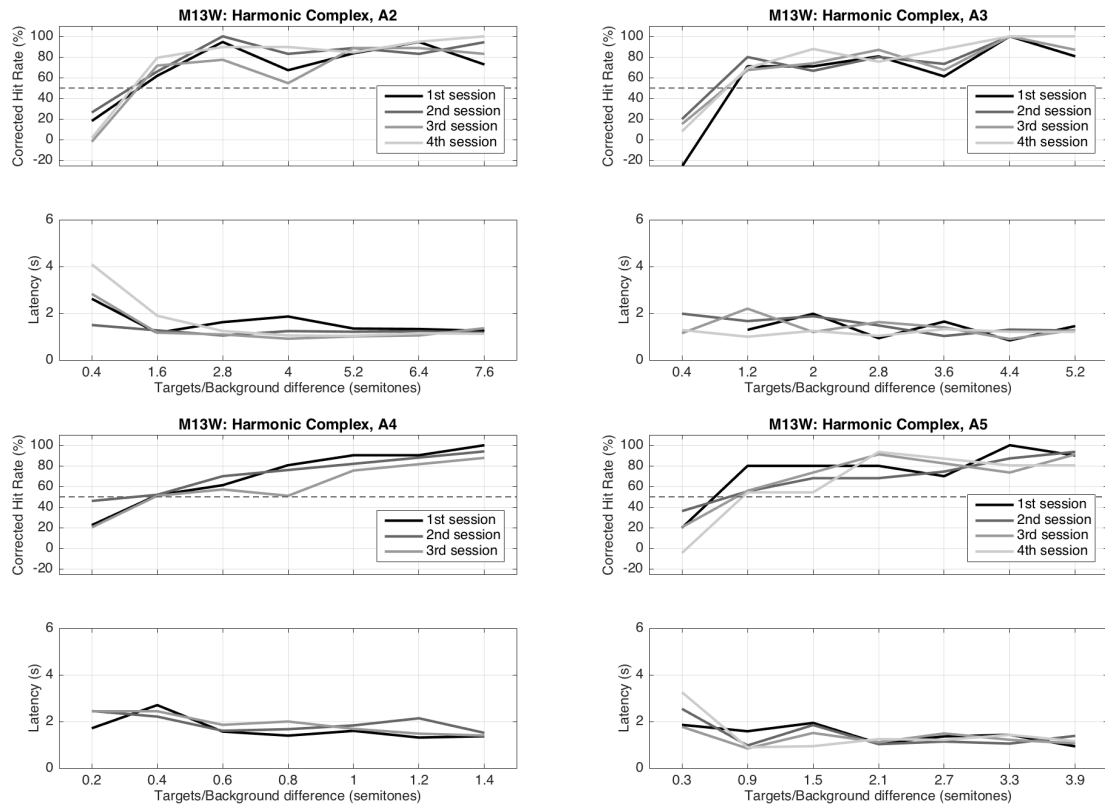 M13W: Harmonic Complex, A2
Corrected Hit Rate (%)
100
80
60
40
20
0
-20
1st session
2nd session
3rd session
4th session
Latency (s)
6
4
2
0
0.4 1.6 2.8 4 5.2 6.4 7.6
Targets/Background difference (semitones)
M13W: Harmonic Complex, A3
Corrected Hit Rate (%)
100
80
60
40
20
0
-20
1st session
2nd session
3rd session
4th session
Latency (s)
6
4
2
0
0.4 1.2 2 2.8 3.6 4.4 5.2
Targets/Background difference (semitones)
M13W: Harmonic Complex, A4
Corrected Hit Rate (%)
100
80
60
40
20
0
-20
1st session
2nd session
3rd session
Latency (s)
6
4
2
0
0.2 0.4 0.6 0.8 1 1.2 1.4
Targets/Background difference (semitones)
M13W: Harmonic Complex, A5
Corrected Hit Rate (%)
100
80
60
40
20
0
-20
1st session
2nd session
3rd session
4th session
Latency (s)
6
4
2
0
0.3 0.9 1.5 2.1 2.7 3.3 3.9
Targets/Background difference (semitones)